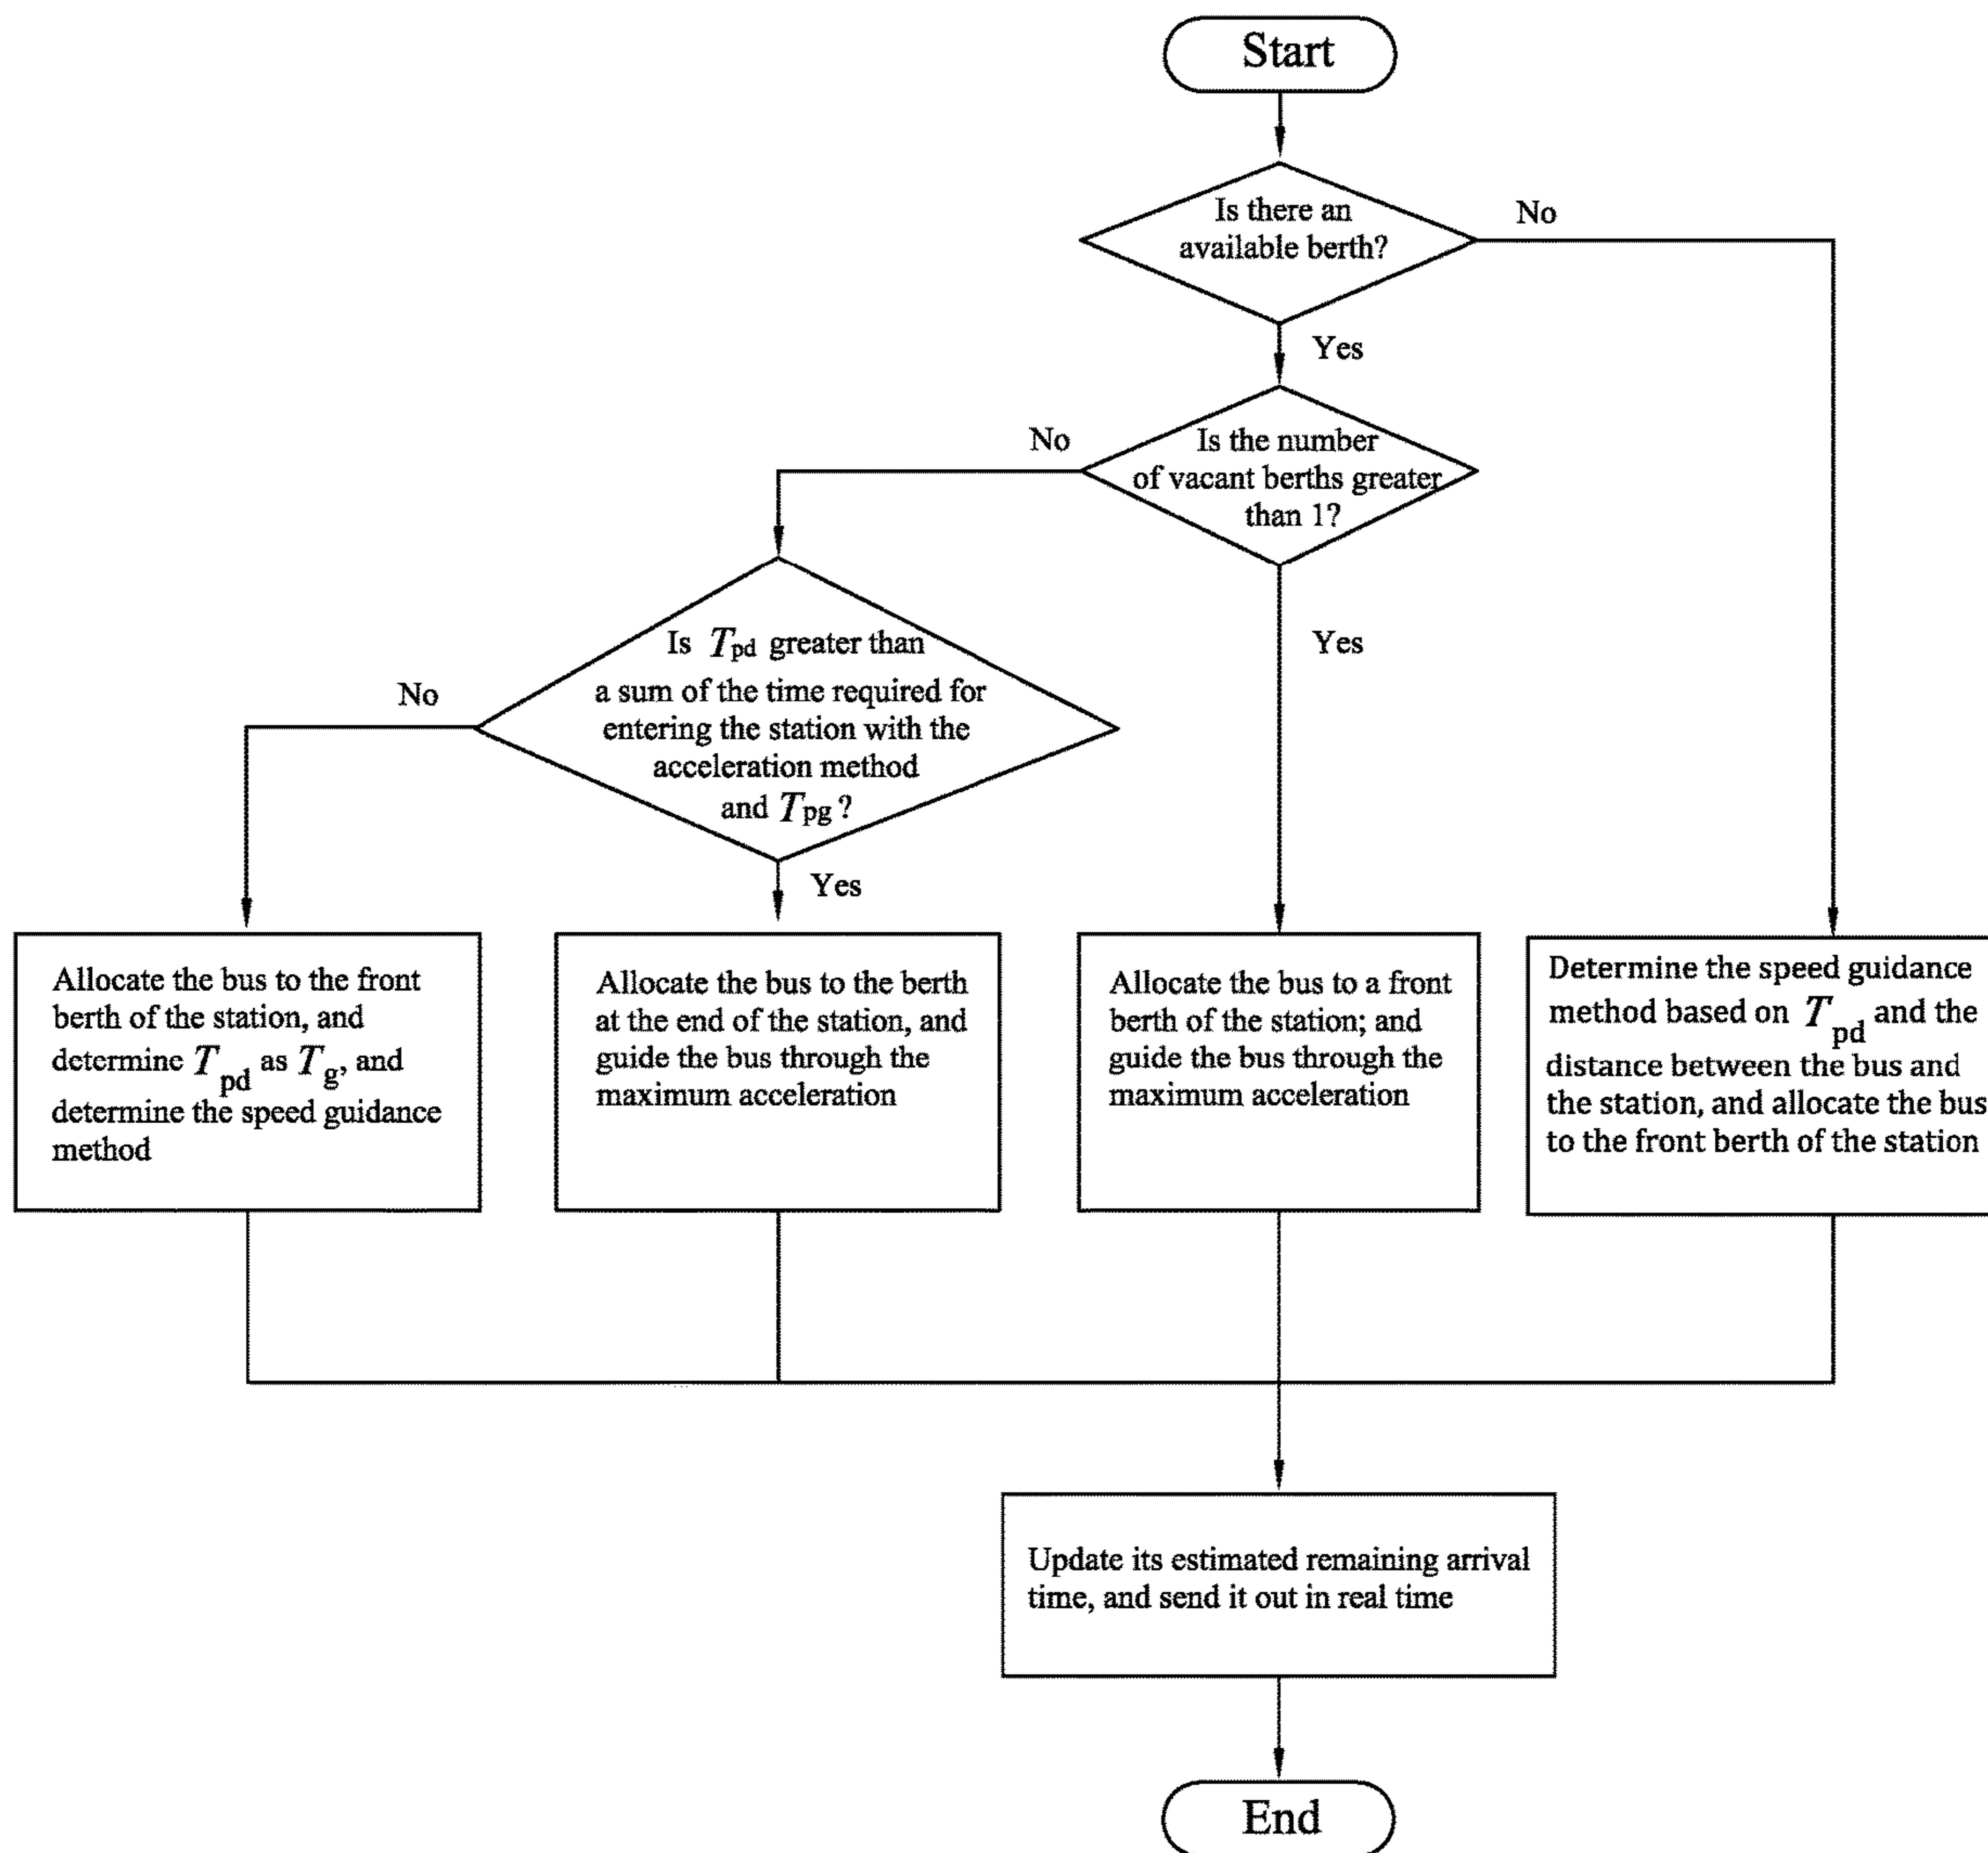 Start
Is there an
available berth?
No
Yes
Is the number
of vacant berths greater
than 1?
No
Yes
Is Tpd greater than
a sum of the time required for
entering the station with the
acceleration method
and Tpg ?
No
Yes
Allocate the bus to the front
berth of the station, and
determine Tpd as Tg, and
determine the speed guidance
method
Allocate the bus to the berth
at the end of the station, and
guide the bus through the
maximum acceleration
Allocate the bus to a front
berth of the station; and
guide the bus through the
maximum acceleration
Determine the speed guidance
method based on Tpd and the
distance between the bus and
the station, and allocate the bus
to the front berth of the station
Update its estimated remaining arrival
time, and send it out in real time
End